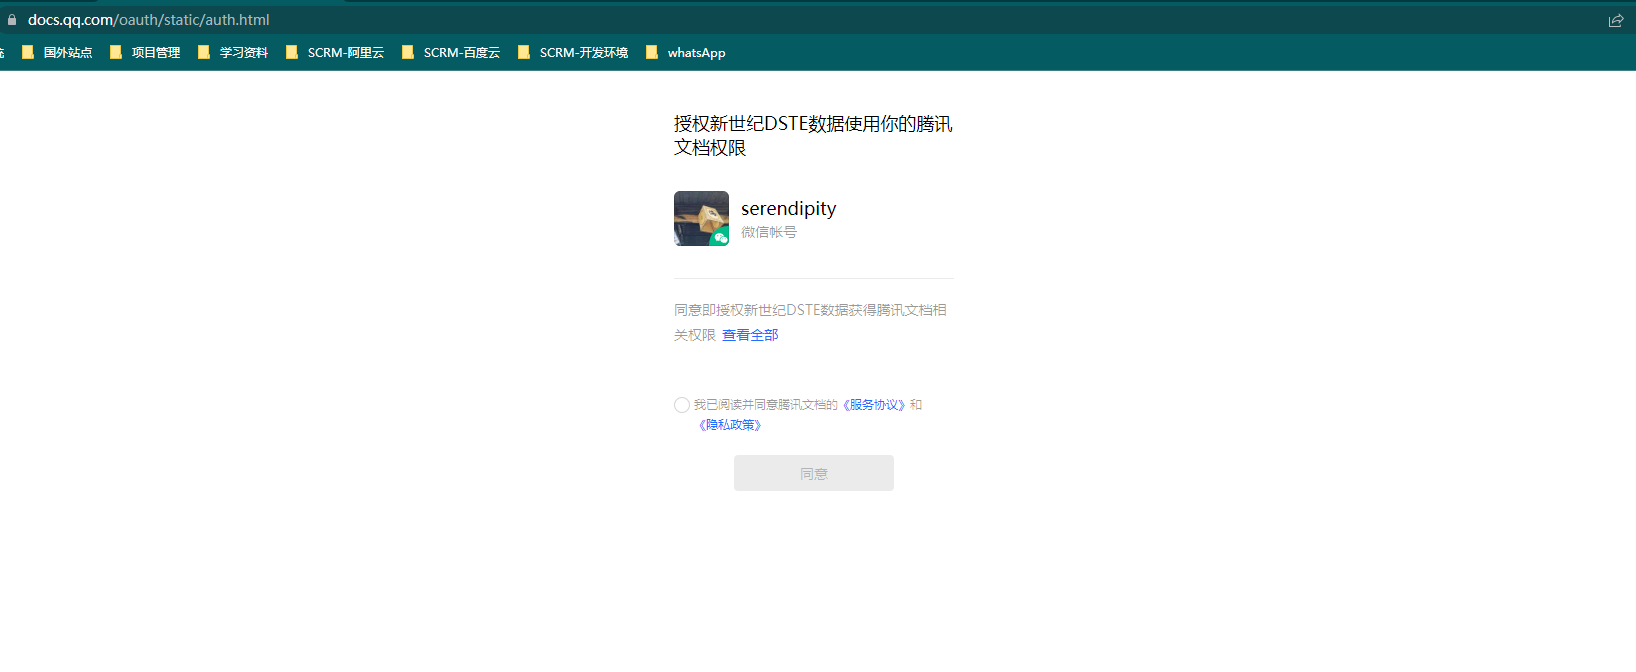 docs.qq.com/oauth/static/auth.html
国外站点 项目管理 学习资料 SCRM-阿里云 SCRM-百度云 SCRM-开发环境 whatsApp
授权新世纪DSTE数据使用你的腾讯
文档权限
serendipity
微信帐号
同意即授权新世纪DSTE数据获得腾讯文档相
关权限 查看全部
我已阅读并同意腾讯文档的《服务协议》和
《隐私政策》
同意